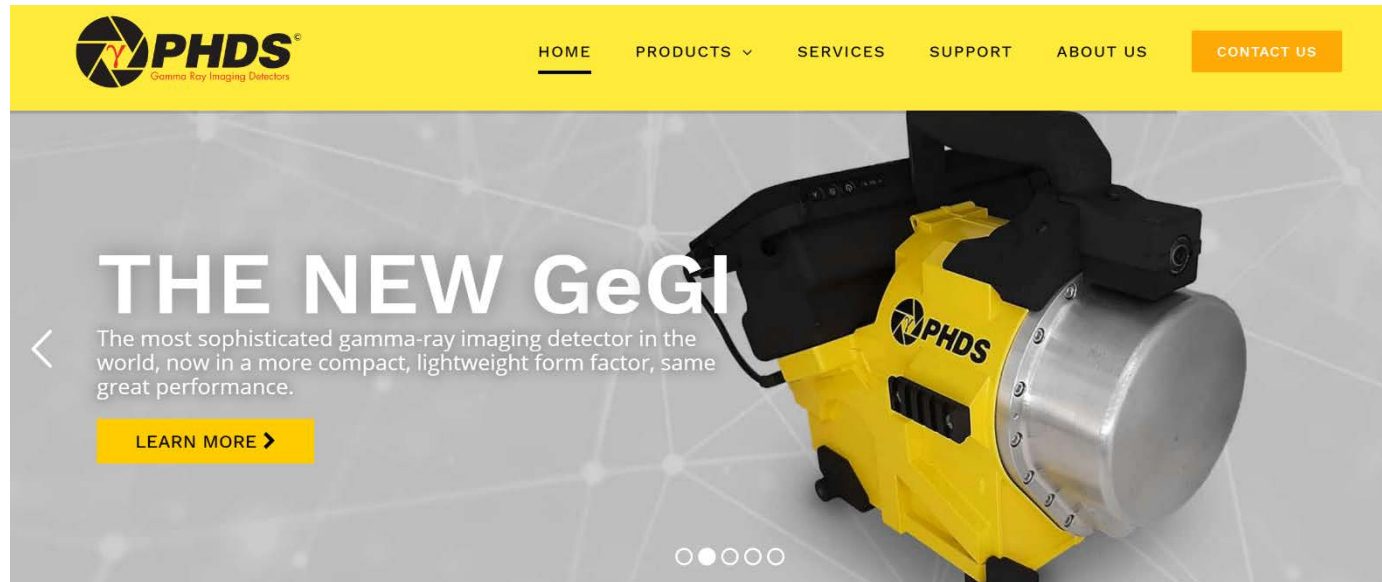 γ PHDS©
Gamma Ray Imaging Detectors
HOME PRODUCTS SERVICES SUPPORT ABOUT US CONTACT US
THE NEW GeGI
The most sophisticated gamma-ray imaging detector in the
world, now in a more compact, lightweight form factor, same
great performance.
LEARN MORE
γ PHDS